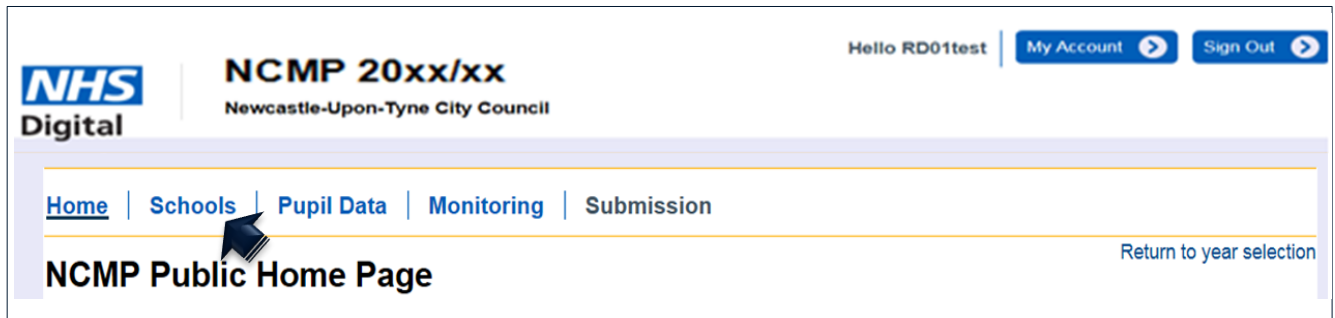 Hello RD01test My Account Sign Out
NHS
Digital
NCMP 20xx/xx
Newcastle-Upon-Tyne City Council
Home Schools Pupil Data Monitoring Submission
Return to year selection
NCMP Public Home Page